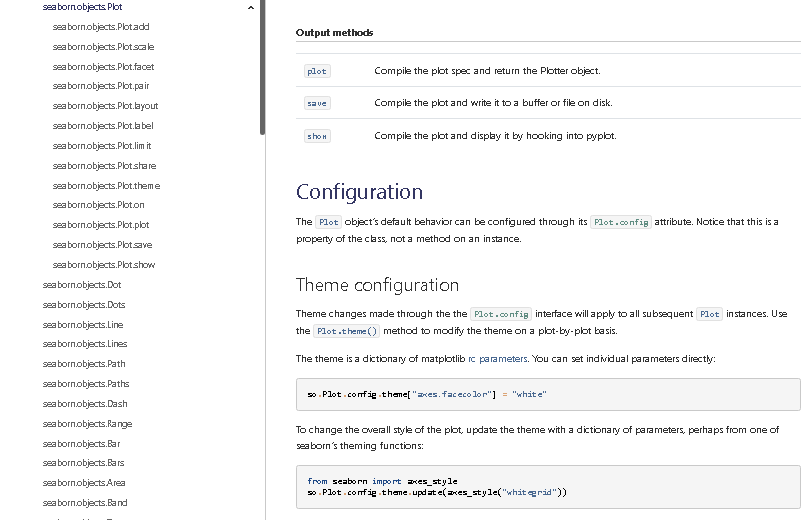 seaborn.objects.Plot
seaborn.objects.Plot.add
seaborn.objects.Plot.scale
seaborn.objects.Plot.facet
seaborn.objects.Plot.pair
seaborn.objects.Plot.layout
seaborn.objects.Plot.label
seaborn.objects.Plot.limit
seaborn.objects.Plot.share
seaborn.objects.Plot.theme
seaborn.objects.Plot.on
seaborn.objects.Plot.plot
seaborn.objects.Plot.save
seaborn.objects.Plot.show
seaborn.objects.Dot
seaborn.objects.Dots
seaborn.objects.Line
seaborn.objects.Lines
seaborn.objects.Path
seaborn.objects.Paths
seaborn.objects.Dash
seaborn.objects.Range
seaborn.objects.Bar
seaborn.objects.Bars
seaborn.objects.Area
seaborn.objects.Band
Output methods
plot Compile the plot spec and return the Plotter object.
save Compile the plot and write it to a buffer or file on disk.
show Compile the plot and display it by hooking into pyplot.
Configuration
The Plot object's default behavior can be configured through its Plot.config attribute. Notice that this is a
property of the class, not a method on an instance.
Theme configuration
Theme changes made through the the Plot.config interface will apply to all subsequent Plot instances. Use
the Plot.theme() method to modify the theme on a plot-by-plot basis.
The theme is a dictionary of matplotlib rc parameters. You can set individual parameters directly:
so.Plot.config.theme["axes.facecolor"] = "white"
To change the overall style of the plot, update the theme with a dictionary of parameters, perhaps from one of
seaborn's theming functions:
from seaborn import axes_style
so.Plot.config.theme.update(axes_style("whitegrid"))